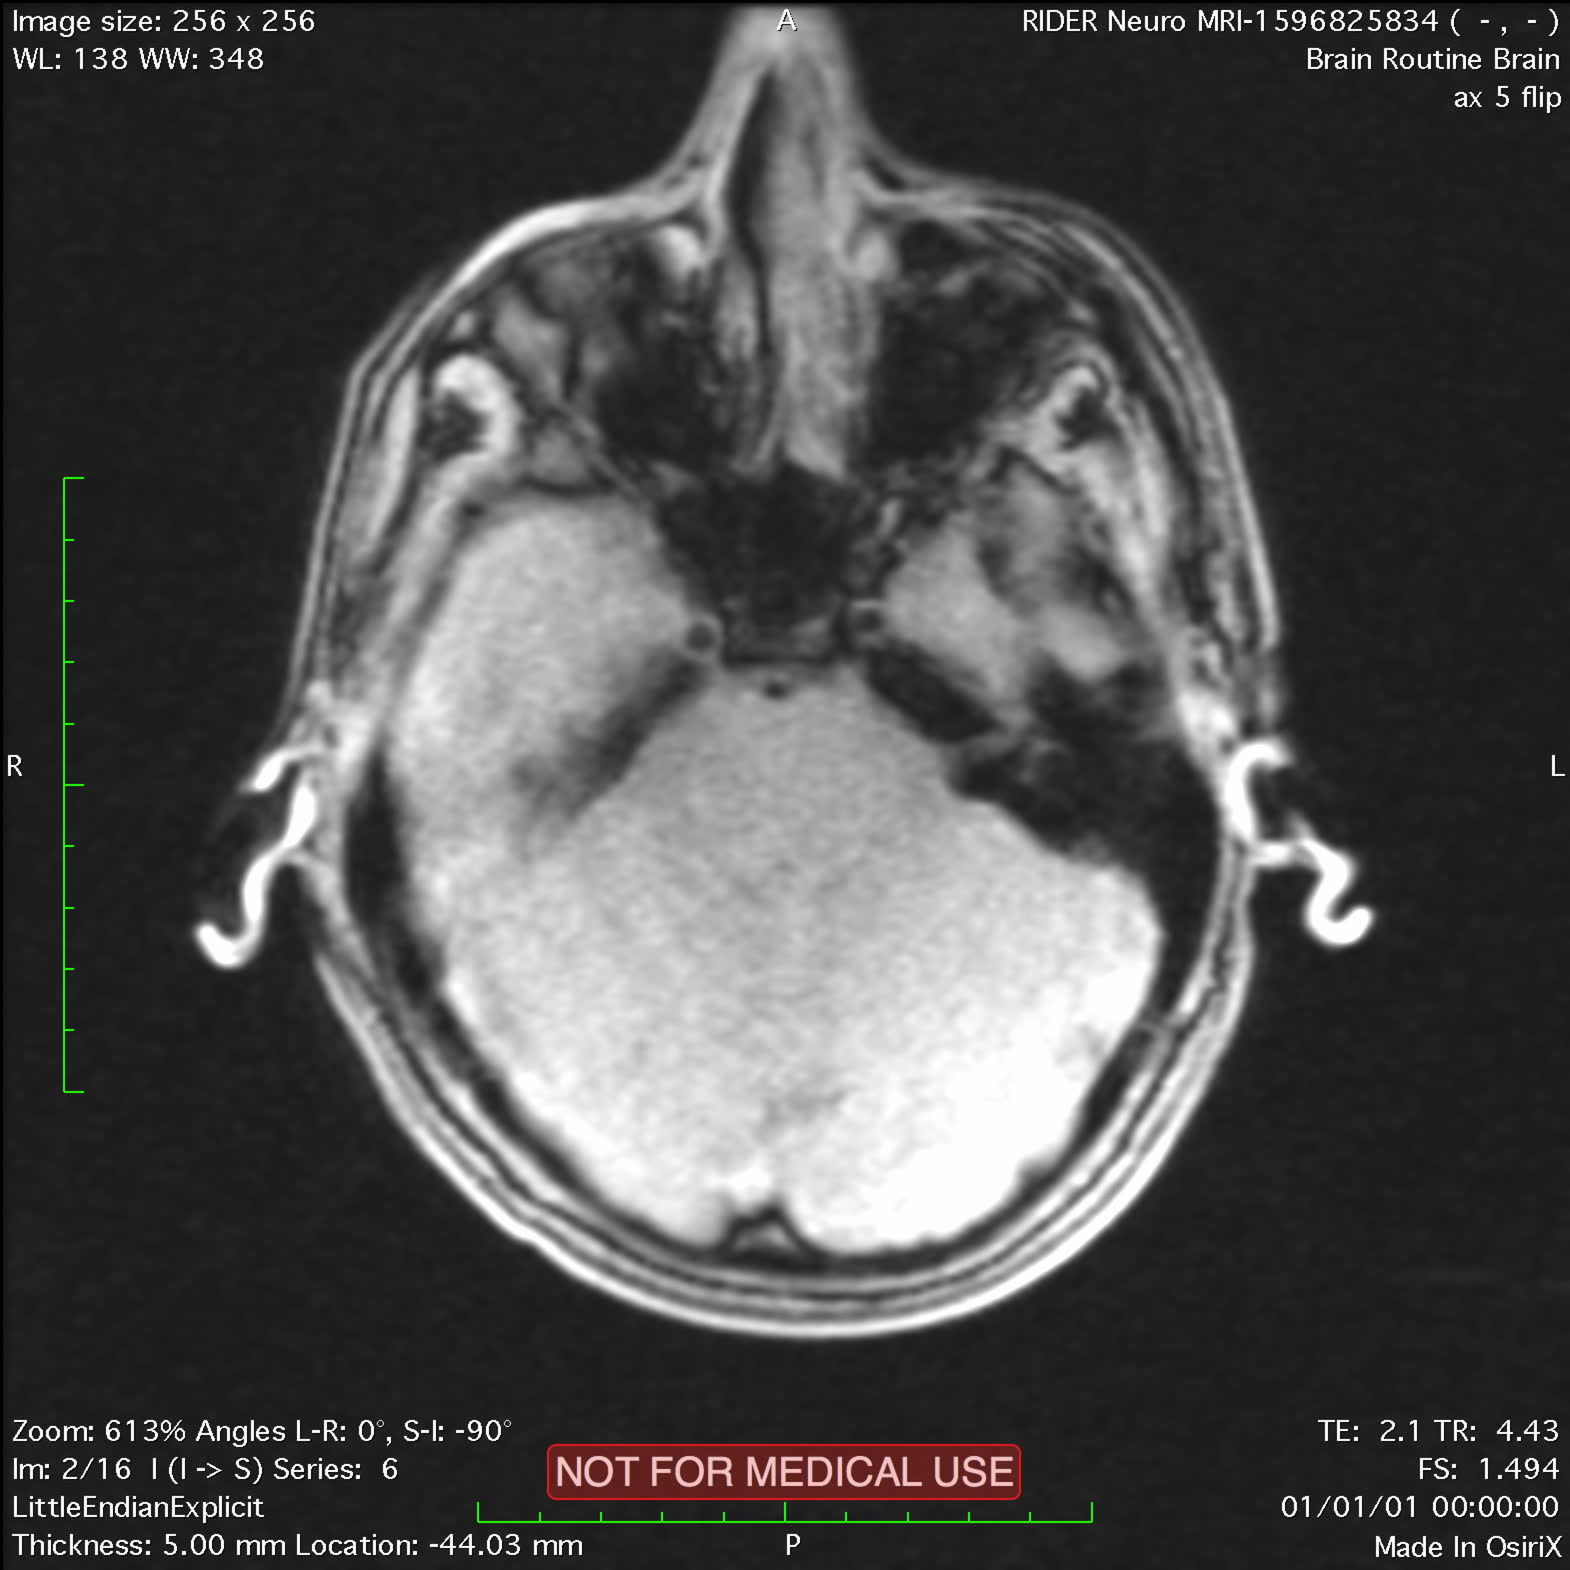 Image size: 256 x 256
WL: 138 WW: 348
A
RIDER Neuro MRI-1596825834 ( - , - )
Brain Routine Brain
ax 5 flip
R
L
Zoom: 613% Angles L-R: 0°, S-I: -90°
Im: 2/16 I (I -> S) Series: 6
LittleEndianExplicit
Thickness: 5.00 mm Location: -44.03 mm
NOT FOR MEDICAL USE
P
TE: 2.1 TR: 4.43
FS: 1.494
01/01/01 00:00:00
Made In OsiriX